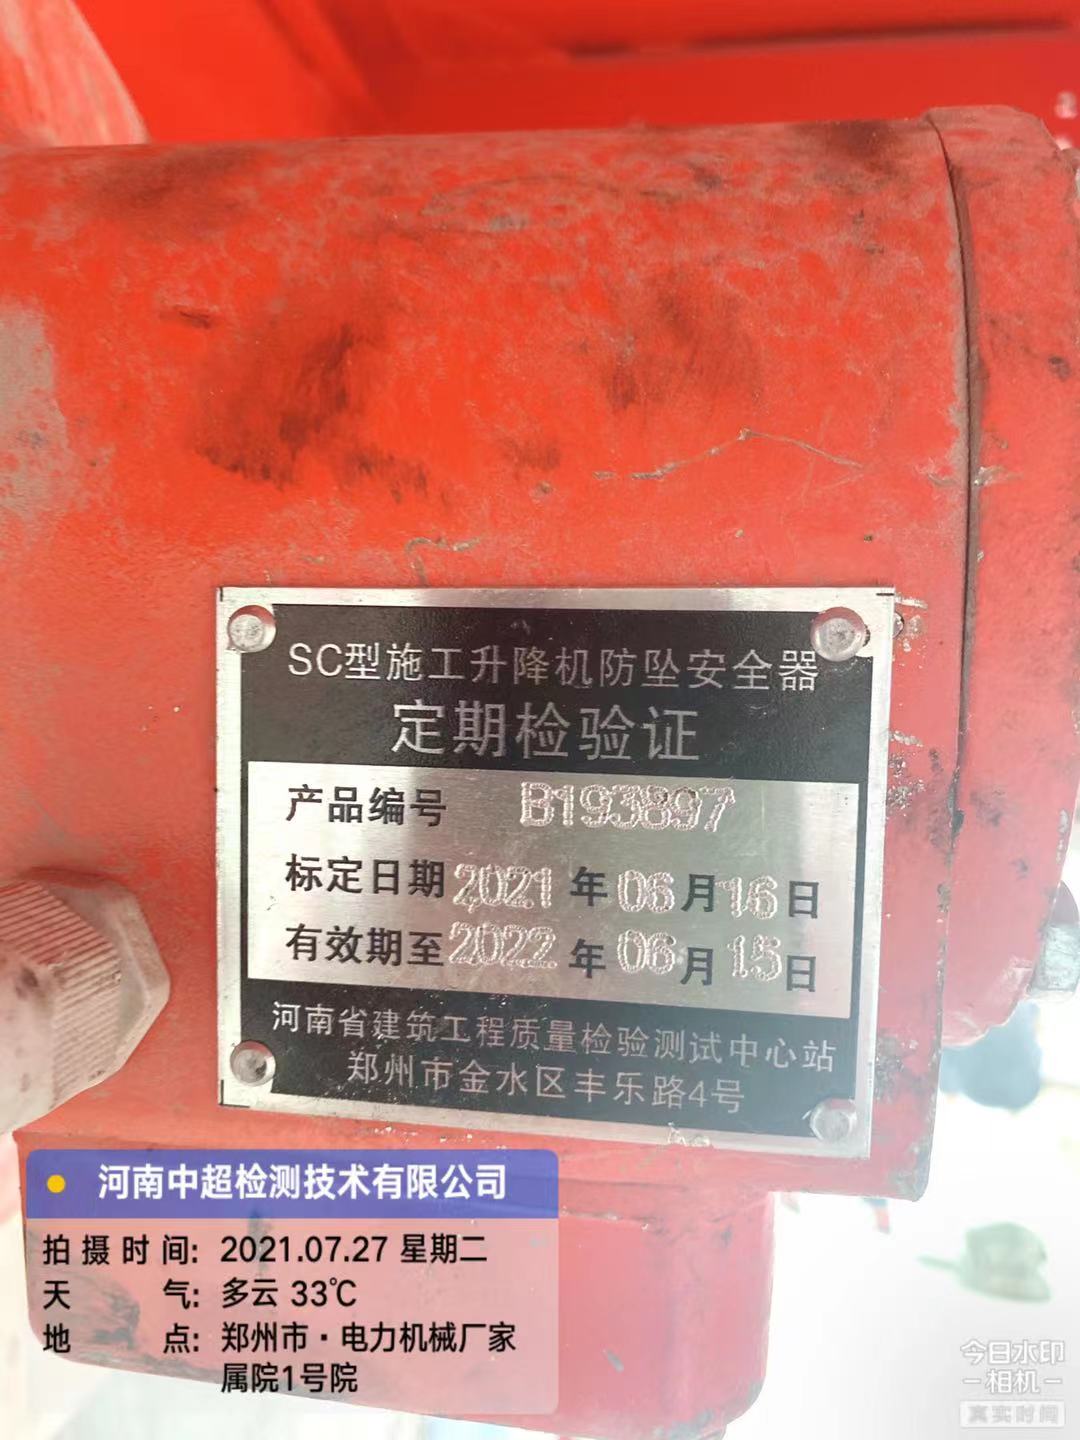 SC型施工升降机防坠安全器
定期检验证
产品编号 B193897
标定日期 2021 年 06 月 16 日
有效期至 2022 年 06 月 15 日
河南省建筑工程质量检验测试中心站
郑州市金水区丰乐路4号
河南中超检测技术有限公司
拍摄时间: 2021.07.27 星期二
天气: 多云 33℃
地点: 郑州市·电力机械厂家
属院1号院
今日水印
-相机-
真实时间